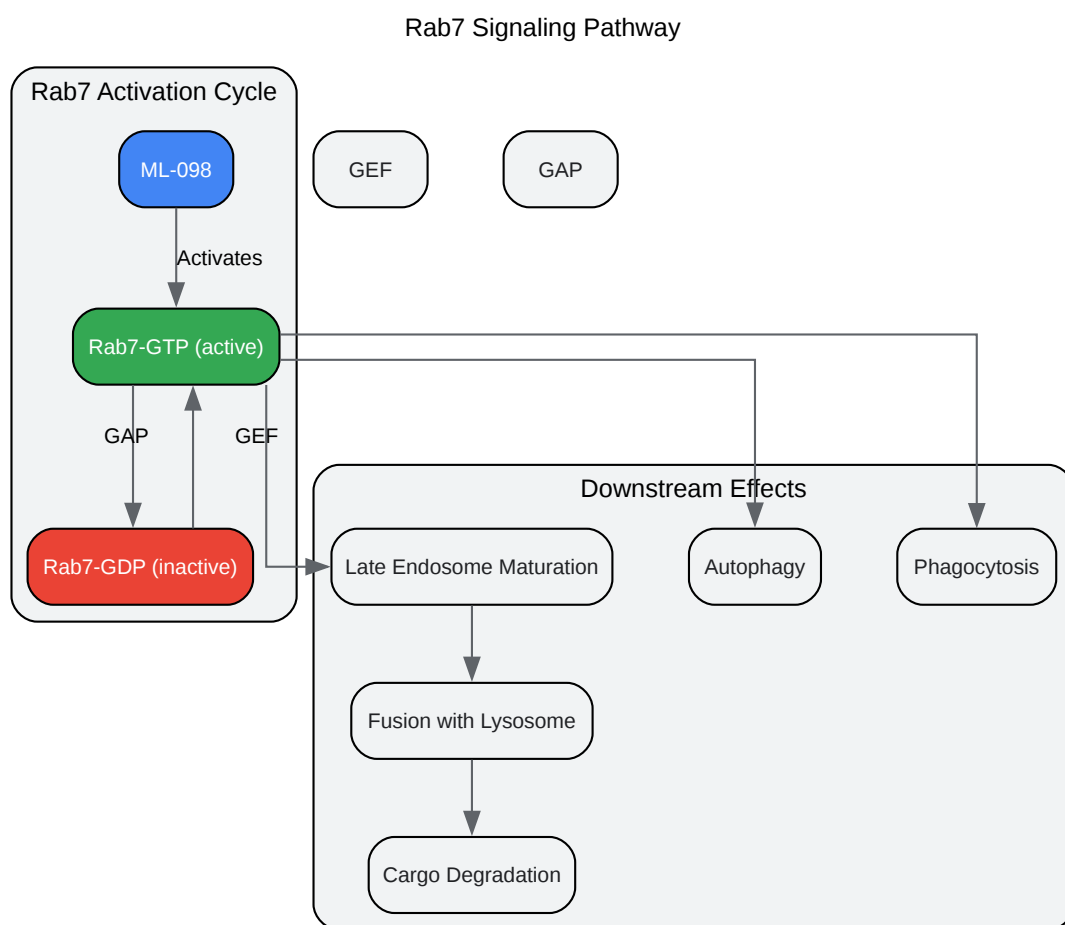 Rab7 Signaling Pathway
Rab7 Activation Cycle
ML-098
GEF
GAP
Activates
Rab7-GTP (active)
GAP
GEF
Downstream Effects
Rab7-GDP (inactive)
Late Endosome Maturation
Autophagy
Phagocytosis
Fusion with Lysosome
Cargo Degradation